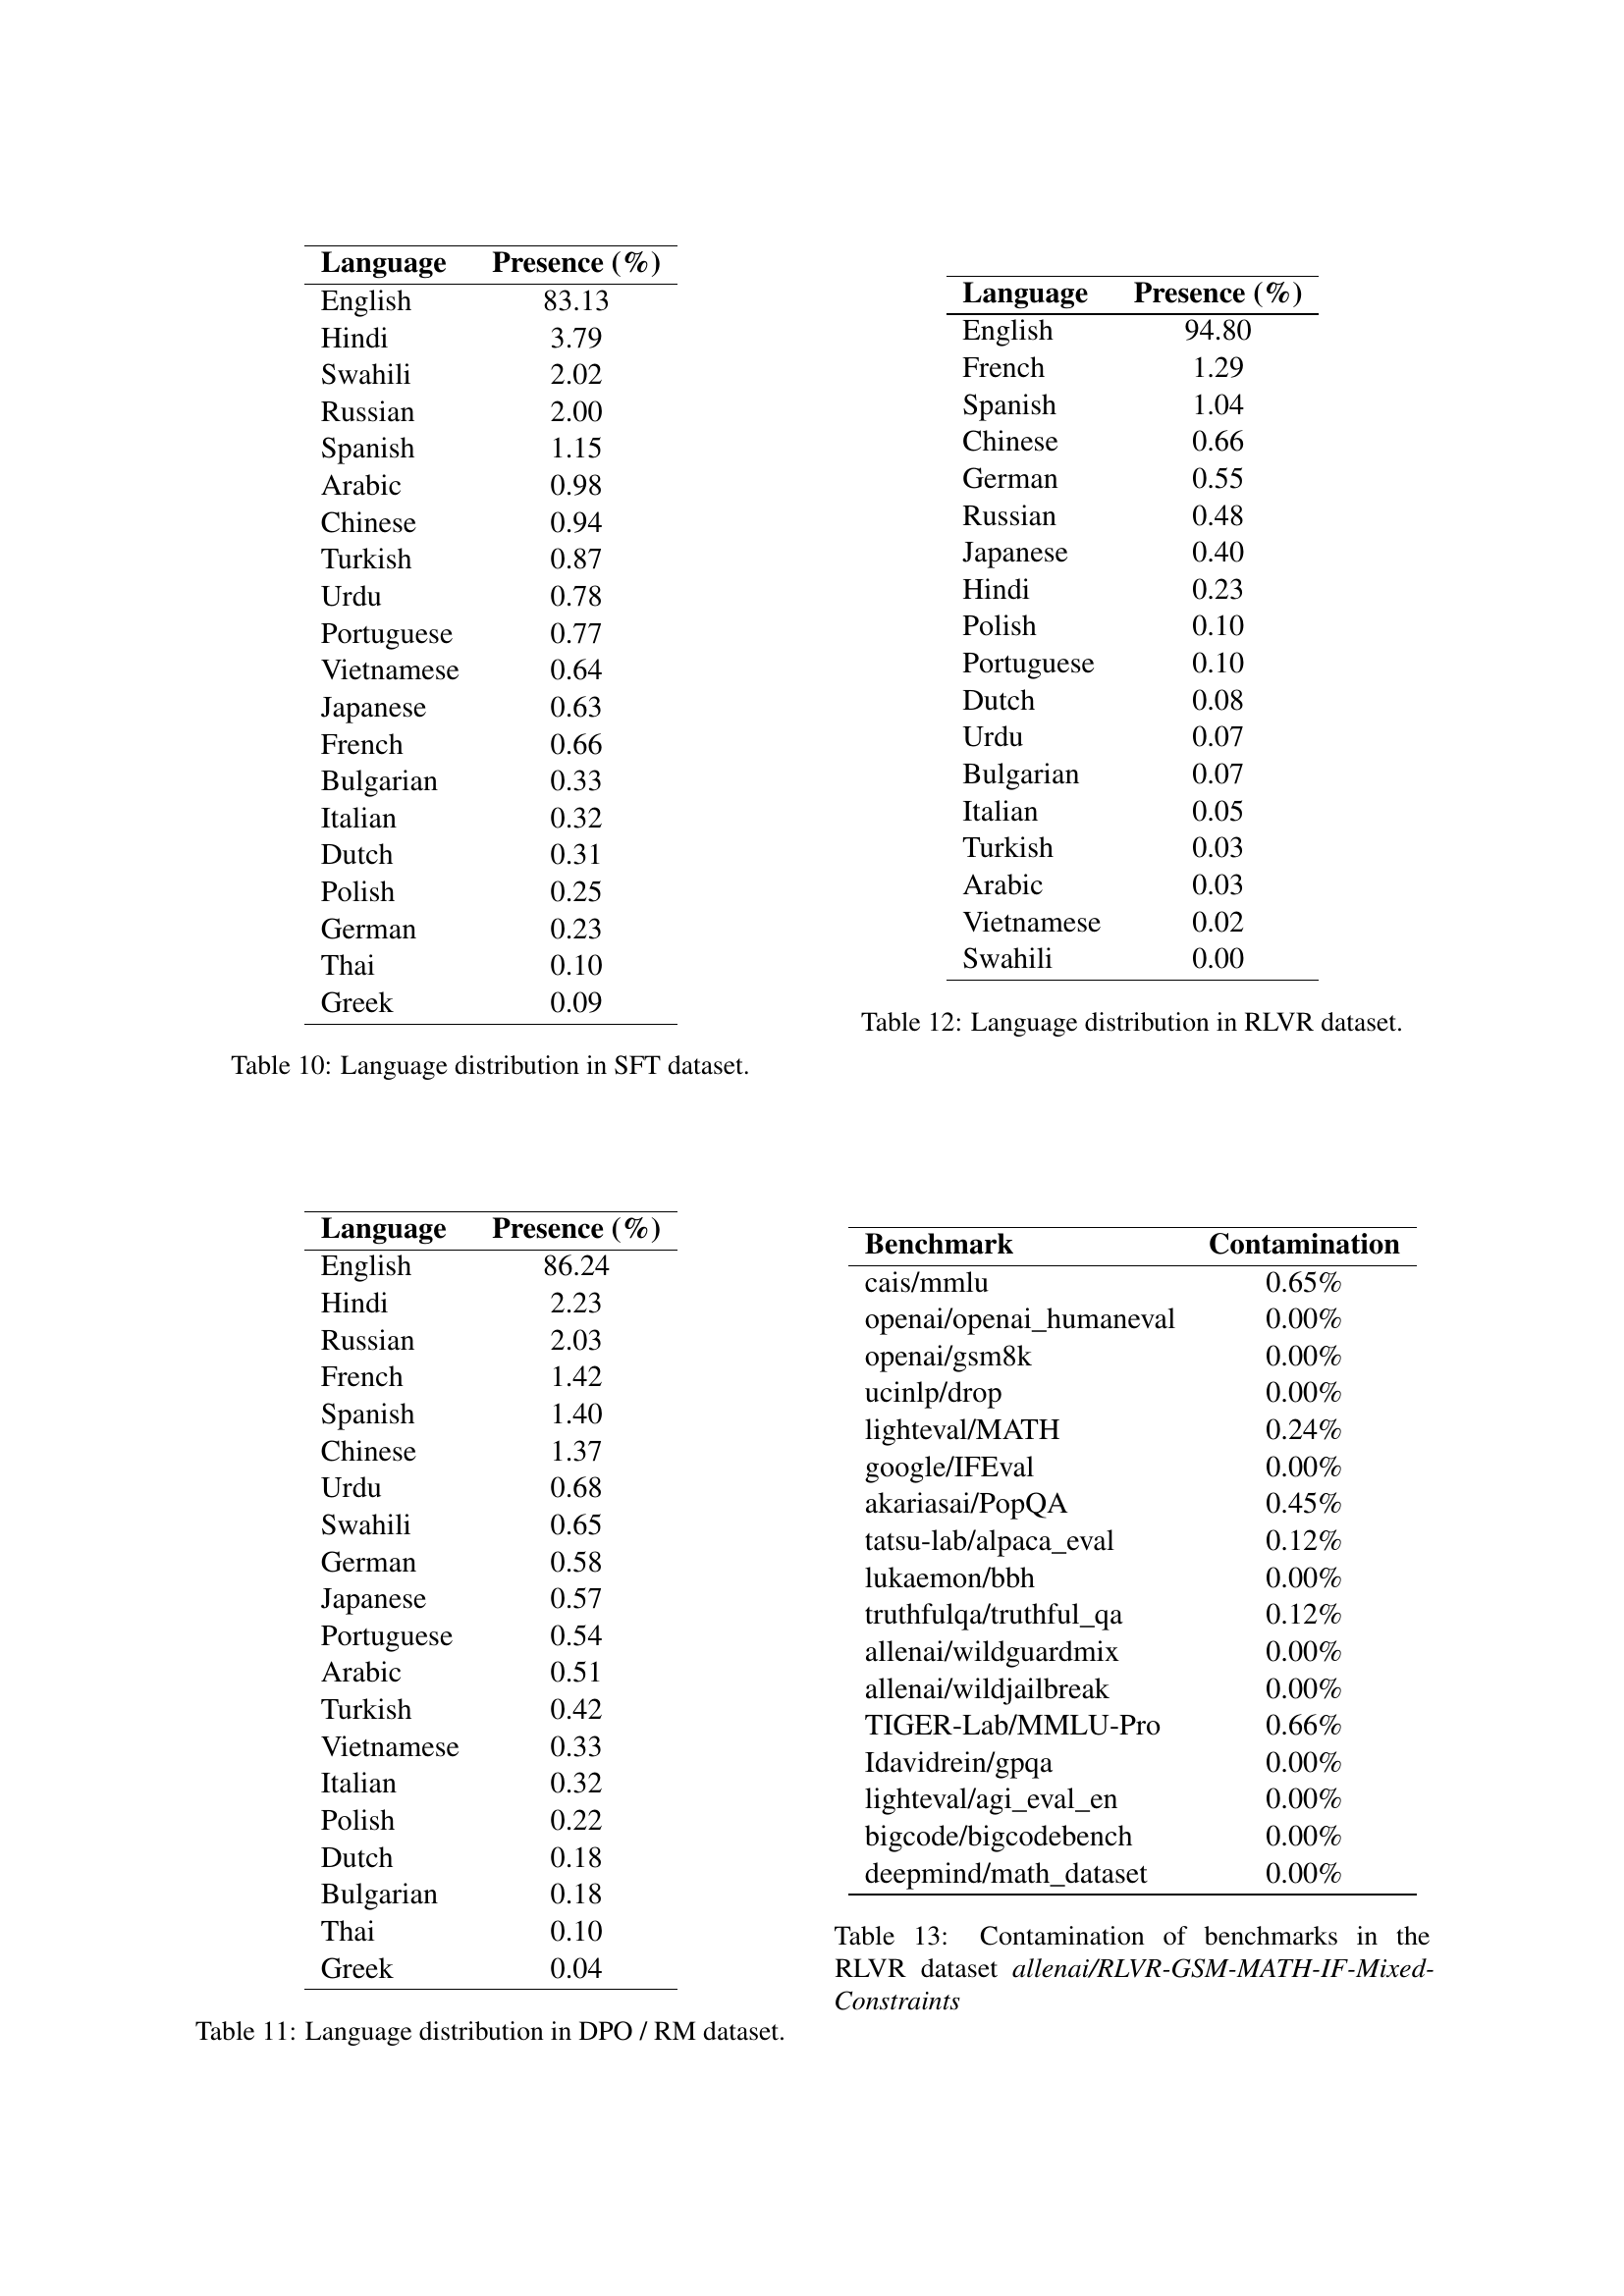 Language Presence (%)
English 83.13
Hindi 3.79
Swahili 2.02
Russian 2.00
Spanish 1.15
Arabic 0.98
Chinese 0.94
Turkish 0.87
Urdu 0.78
Portuguese 0.77
Vietnamese 0.64
Japanese 0.63
French 0.66
Bulgarian 0.33
Italian 0.32
Dutch 0.31
Polish 0.25
German 0.23
Thai 0.10
Greek 0.09
Table 10: Language distribution in SFT dataset.
Language Presence (%)
English 86.24
Hindi 2.23
Russian 2.03
French 1.42
Spanish 1.40
Chinese 1.37
Urdu 0.68
Swahili 0.65
German 0.58
Japanese 0.57
Portuguese 0.54
Arabic 0.51
Turkish 0.42
Vietnamese 0.33
Italian 0.32
Polish 0.22
Dutch 0.18
Bulgarian 0.18
Thai 0.10
Greek 0.04
Table 11: Language distribution in DPO / RM dataset.
Language Presence (%)
English 94.80
French 1.29
Spanish 1.04
Chinese 0.66
German 0.55
Russian 0.48
Japanese 0.40
Hindi 0.23
Polish 0.10
Portuguese 0.10
Dutch 0.08
Urdu 0.07
Bulgarian 0.07
Italian 0.05
Turkish 0.03
Arabic 0.03
Vietnamese 0.02
Swahili 0.00
Table 12: Language distribution in RLVR dataset.
Benchmark Contamination
cais/mmlu 0.65%
openai/openai_humaneval 0.00%
openai/gsm8k 0.00%
ucinlp/drop 0.00%
lighteval/MATH 0.24%
google/IFEval 0.00%
akariasai/PopQA 0.45%
tatsu-lab/alpaca_eval 0.12%
lukaemon/bbh 0.00%
truthfulqa/truthful_qa 0.12%
allenai/wildguardmix 0.00%
allenai/wildjailbreak 0.00%
TIGER-Lab/MMLU-Pro 0.66%
Idavidrein/gpqa 0.00%
lighteval/agi_eval_en 0.00%
bigcode/bigcodebench 0.00%
deepmind/math_dataset 0.00%
Table 13: Contamination of benchmarks in the
RLVR dataset allenai/RLVR-GSM-MATH-IF-Mixed-
Constraints